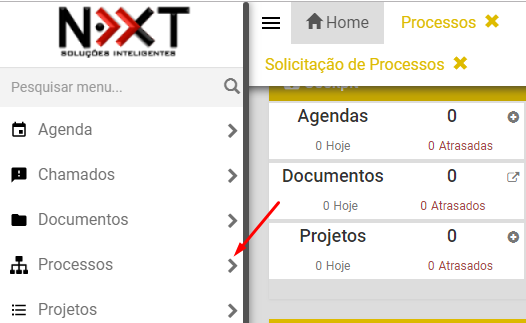 NXT
SOLUÇÕES INTELIGENTES
Pesquisar menu...
Agenda
Chamados
Documentos
Processos
Projetos
Home
Processos
Solicitação de Processos
Agendas 0
0 Hoje 0 Atrasadas
Documentos 0
0 Hoje 0 Atrasados
Projetos 0
0 Hoje 0 Atrasados